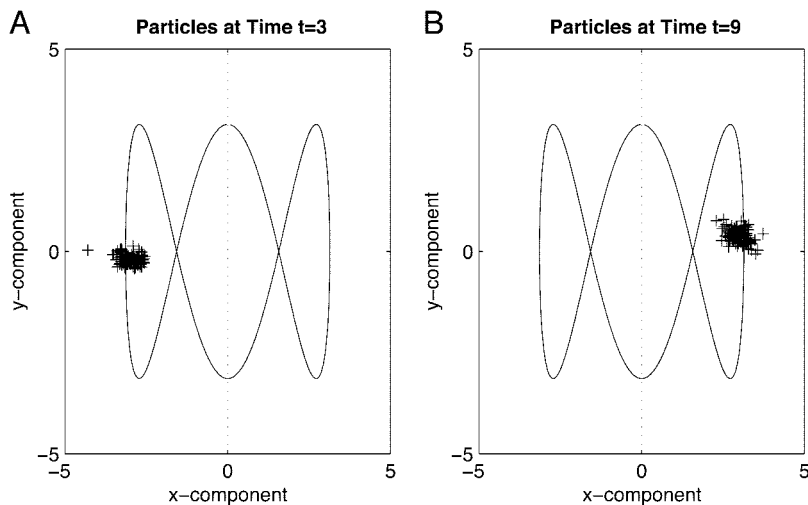 A
Particles at Time t=3
5
0
−5
−5
0
5
y−component
x−component
B
Particles at Time t=9
5
0
−5
−5
0
5
y−component
x−component